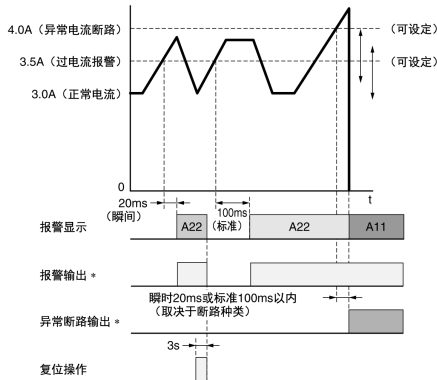 4.0A（异常电流断路）
（可设定）
3.5A（过电流报警）
（可设定）
3.0A（正常电流）
0
t
20ms
（瞬间）
100ms
（标准）
报警显示
A22
A22
A11
报警输出*
瞬时20ms或标准100ms以内
（取决于断路种类）
异常断路输出*
3s
复位操作